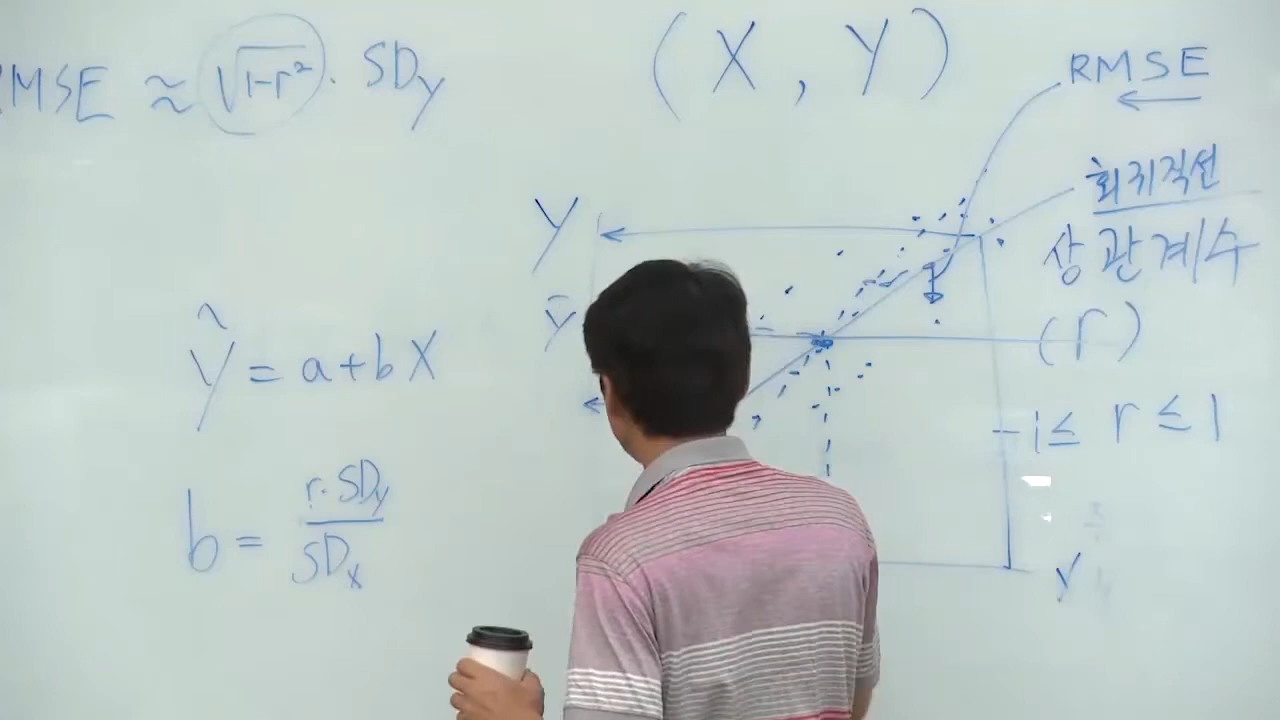 RMSE ≈ √1-r² · SDy
(X, Y)
RMSE
회귀직선
상관계수
(r)
-1 ≤ r ≤ 1
Y
ȳ
Ŷ = a+bX
b = r·SDy / SDx